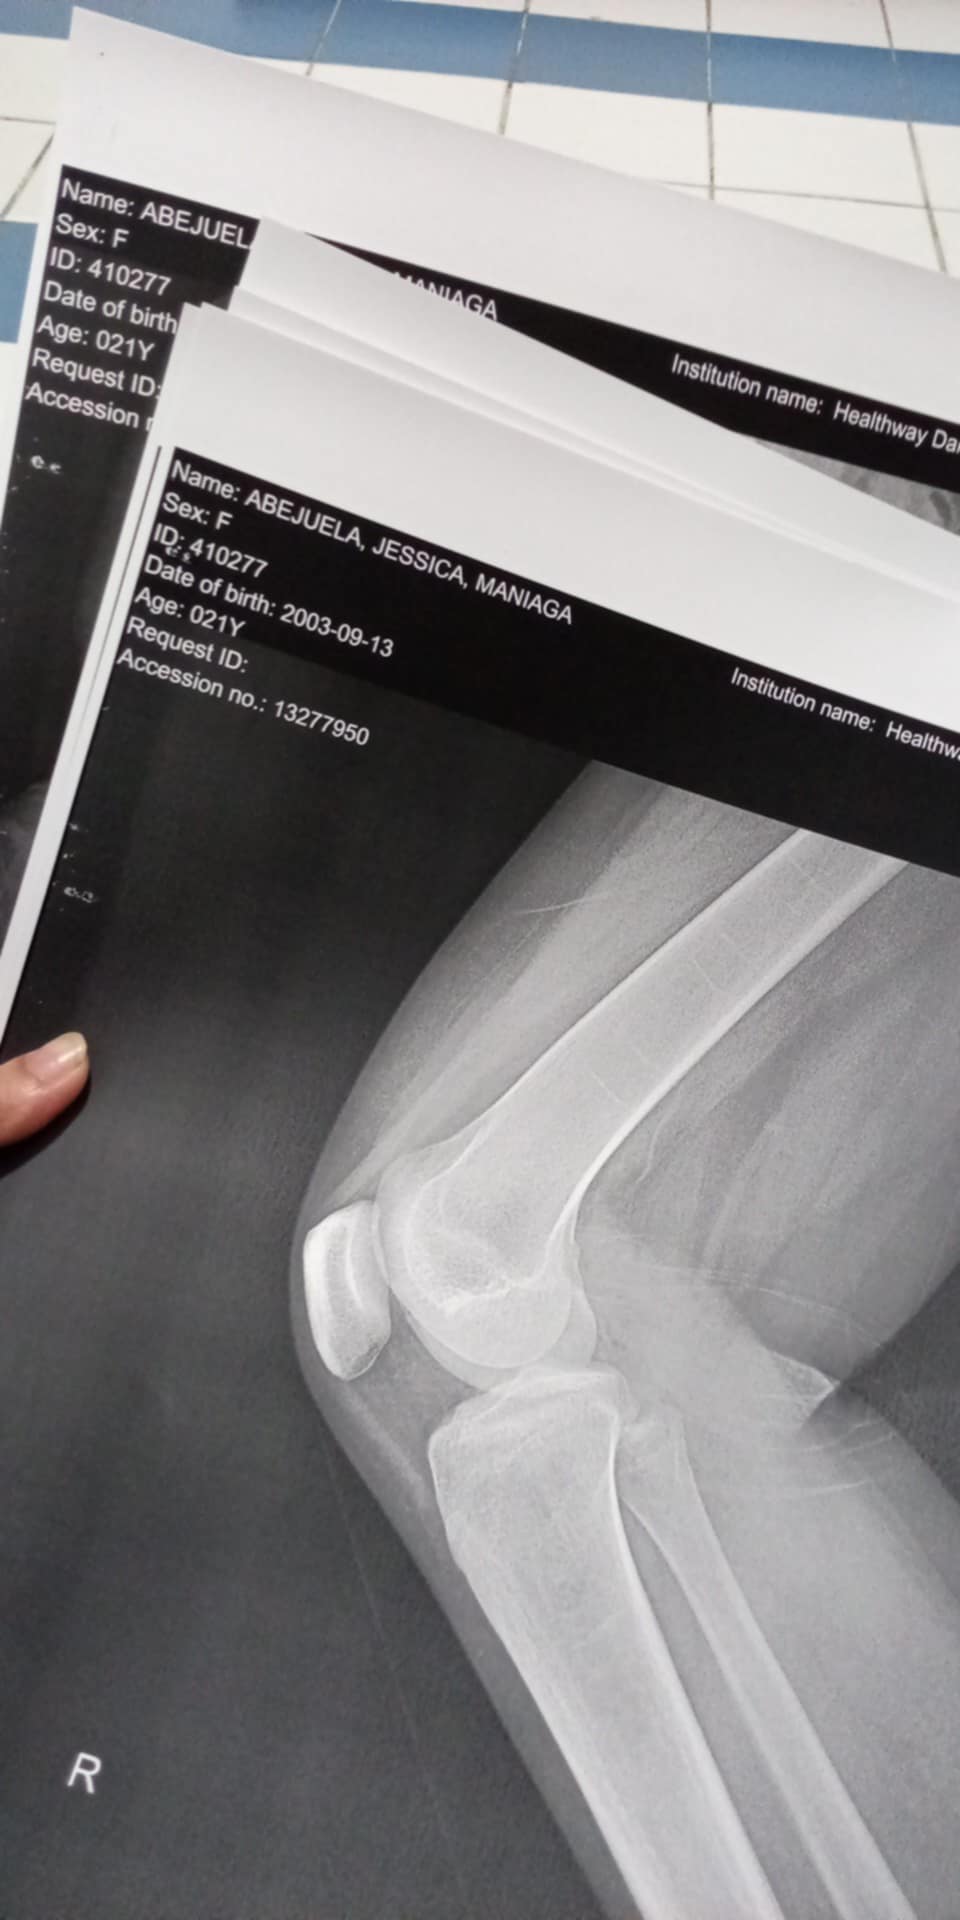 Name: ABEJUEL
MANIAGA
Sex: F
ID: 410277
Date of birth
Age: 021Y
Request ID:
Accession
Institution name: Healthway
Name: ABEJUELA, JESSICA, MANIAGA
Sex: F
ID: 410277
Date of birth: 2003-09-13
Age: 021Y
Request ID:
Accession no.: 13277950
Institution name: Healthw
R